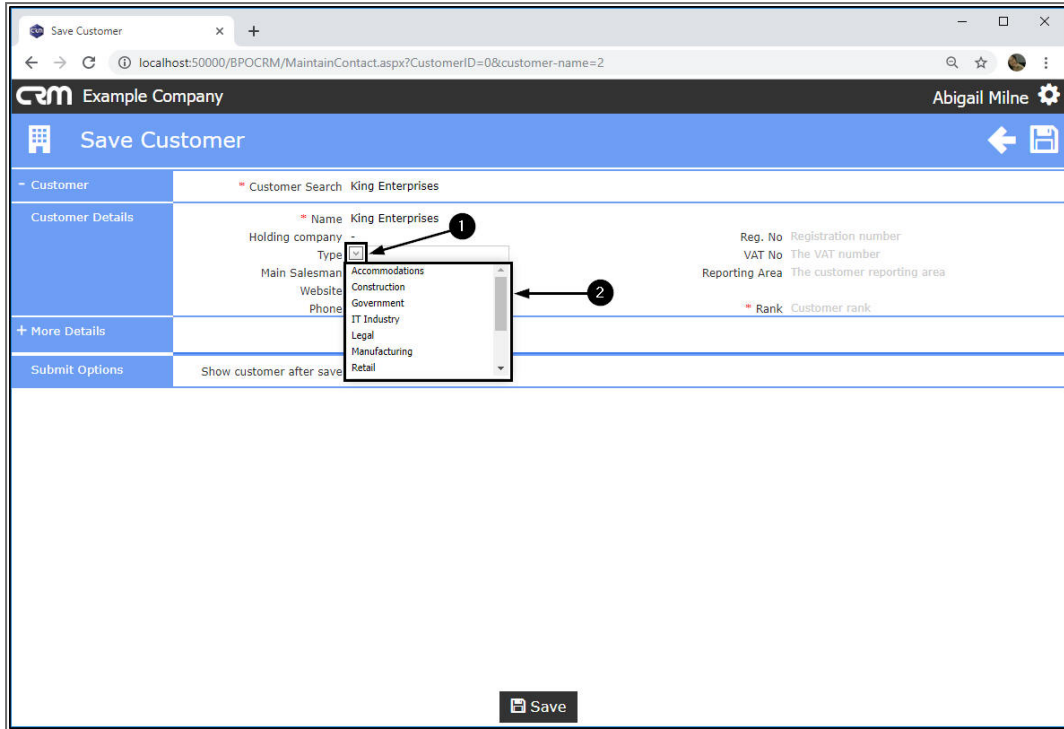 Save Customer
localhost:50000/BPOCRM/MaintainContact.aspx?CustomerID=0&customer-name=2
CRM Example Company Abigail Milne
Save Customer
- Customer * Customer Search King Enterprises
Customer Details * Name King Enterprises
1
Holding company - Reg. No Registration number
Type VAT No The VAT number
Main Salesman Accommodations Reporting Area The customer reporting area
Website Construction
2
Government
Phone * Rank Customer rank
IT Industry
+ More Details Legal
Manufacturing
Submit Options Show customer after save Retail
Save